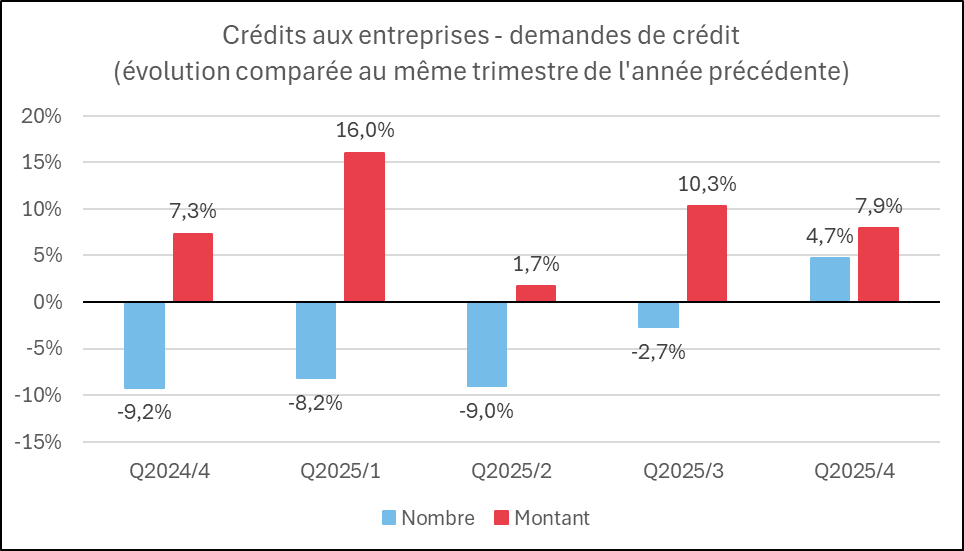 Crédits aux entreprises - demandes de crédit
(évolution comparée au même trimestre de l'année précédente)
20%
15%
10%
5%
0%
-5%
-10%
-15%
7,3%
16,0%
1,7%
10,3%
4,7%
7,9%
-9,2%
-8,2%
-9,0%
-2,7%
Q2024/4
Q2025/1
Q2025/2
Q2025/3
Q2025/4
Nombre
Montant